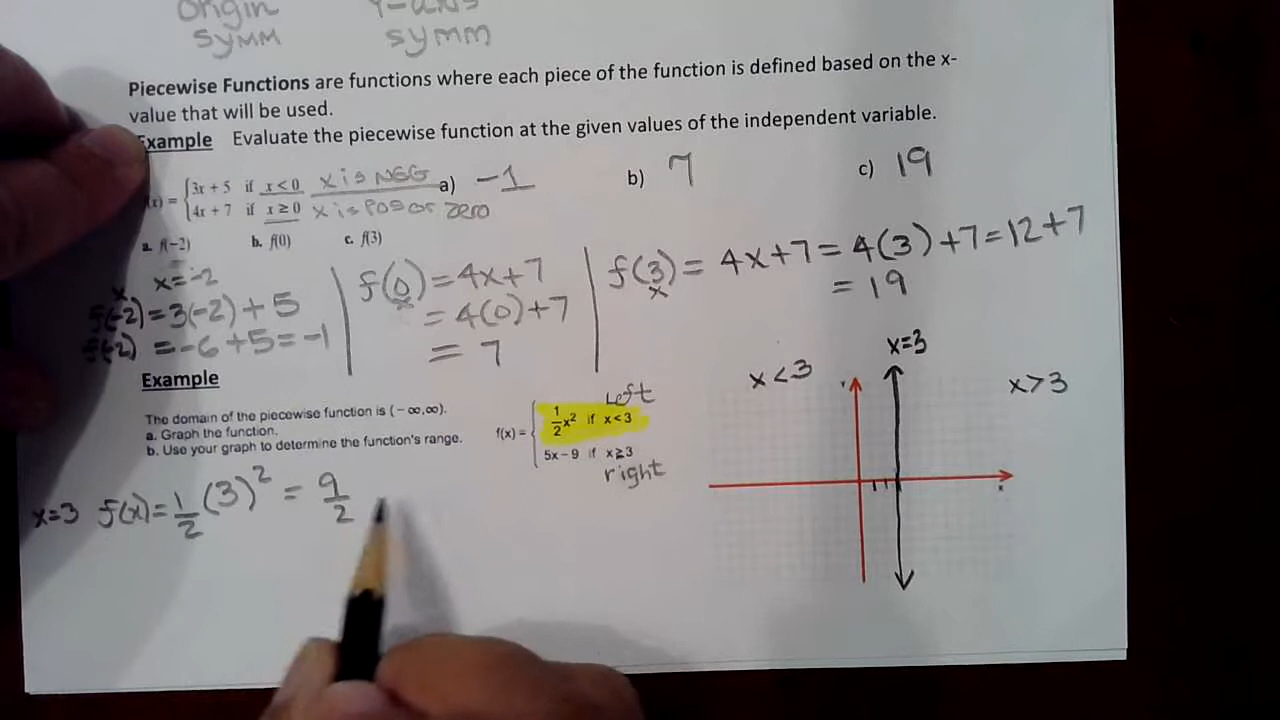 origin Y-axis
symm symm
Piecewise Functions are functions where each piece of the function is defined based on the x-
value that will be used.
Example Evaluate the piecewise function at the given values of the independent variable.
f(x) = { 3x + 5 if x < 0 x is NEG a) -1 b) 7 c) 19
4x + 7 if x ≥ 0 x is POS or zero
a. f(-2) b. f(0) c. f(3)
x = -2
x
f(-2) = 3(-2) + 5
f(-2) = -6 + 5 = -1
f(0) = 4x + 7
x
= 4(0) + 7
= 7
f(3) = 4x + 7 = 4(3) + 7 = 12 + 7
x
= 19
Example
The domain of the piecewise function is (-∞,∞).
a. Graph the function.
b. Use your graph to determine the function's range.
Left
f(x) = { 1/2 x² if x < 3
5x - 9 if x ≧ 3
right
x=3 f(x) = 1/2 (3)² = 9/2
x=3
x < 3 x > 3
x